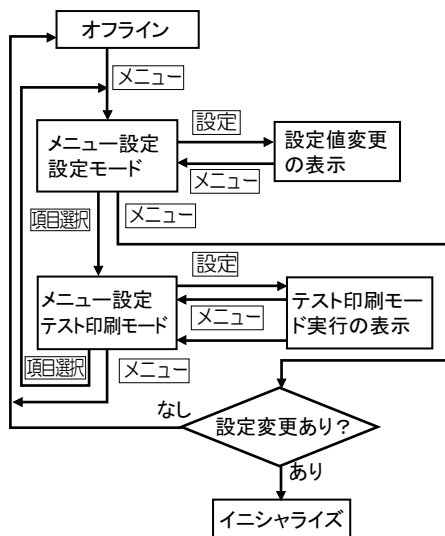 オフライン
メニュー
メニュー設定
設定モード
設定
メニュー
設定値変更
の表示
項目選択
メニュー
メニュー設定
テスト印刷モード
設定
メニュー
テスト印刷モー
ド実行の表示
項目選択
メニュー
なし
設定変更あり？
あり
イニシャライズ